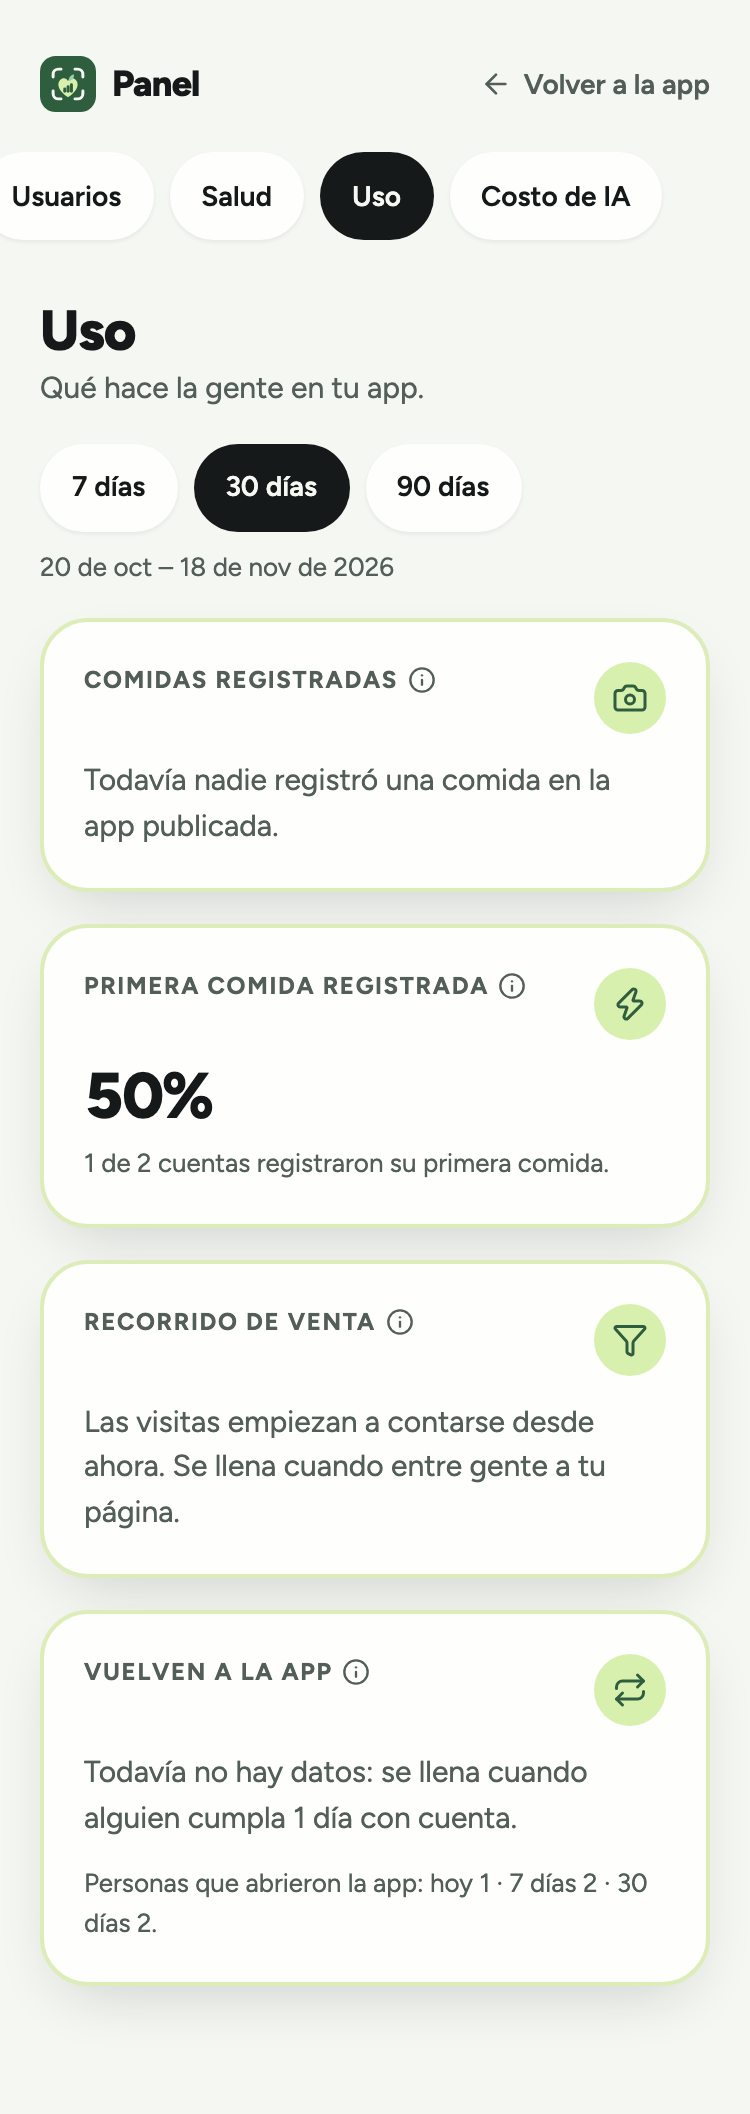 Panel
Volver a la app
Usuarios
Salud
Uso
Costo de IA
Uso
Qué hace la gente en tu app.
7 días
30 días
90 días
20 de oct – 18 de nov de 2026
COMIDAS REGISTRADAS
Todavía nadie registró una comida en la
app publicada.
PRIMERA COMIDA REGISTRADA
50%
1 de 2 cuentas registraron su primera comida.
RECORRIDO DE VENTA
Las visitas empiezan a contarse desde
ahora. Se llena cuando entre gente a tu
página.
VUELVEN A LA APP
Todavía no hay datos: se llena cuando
alguien cumpla 1 día con cuenta.
Personas que abrieron la app: hoy 1 · 7 días 2 · 30
días 2.